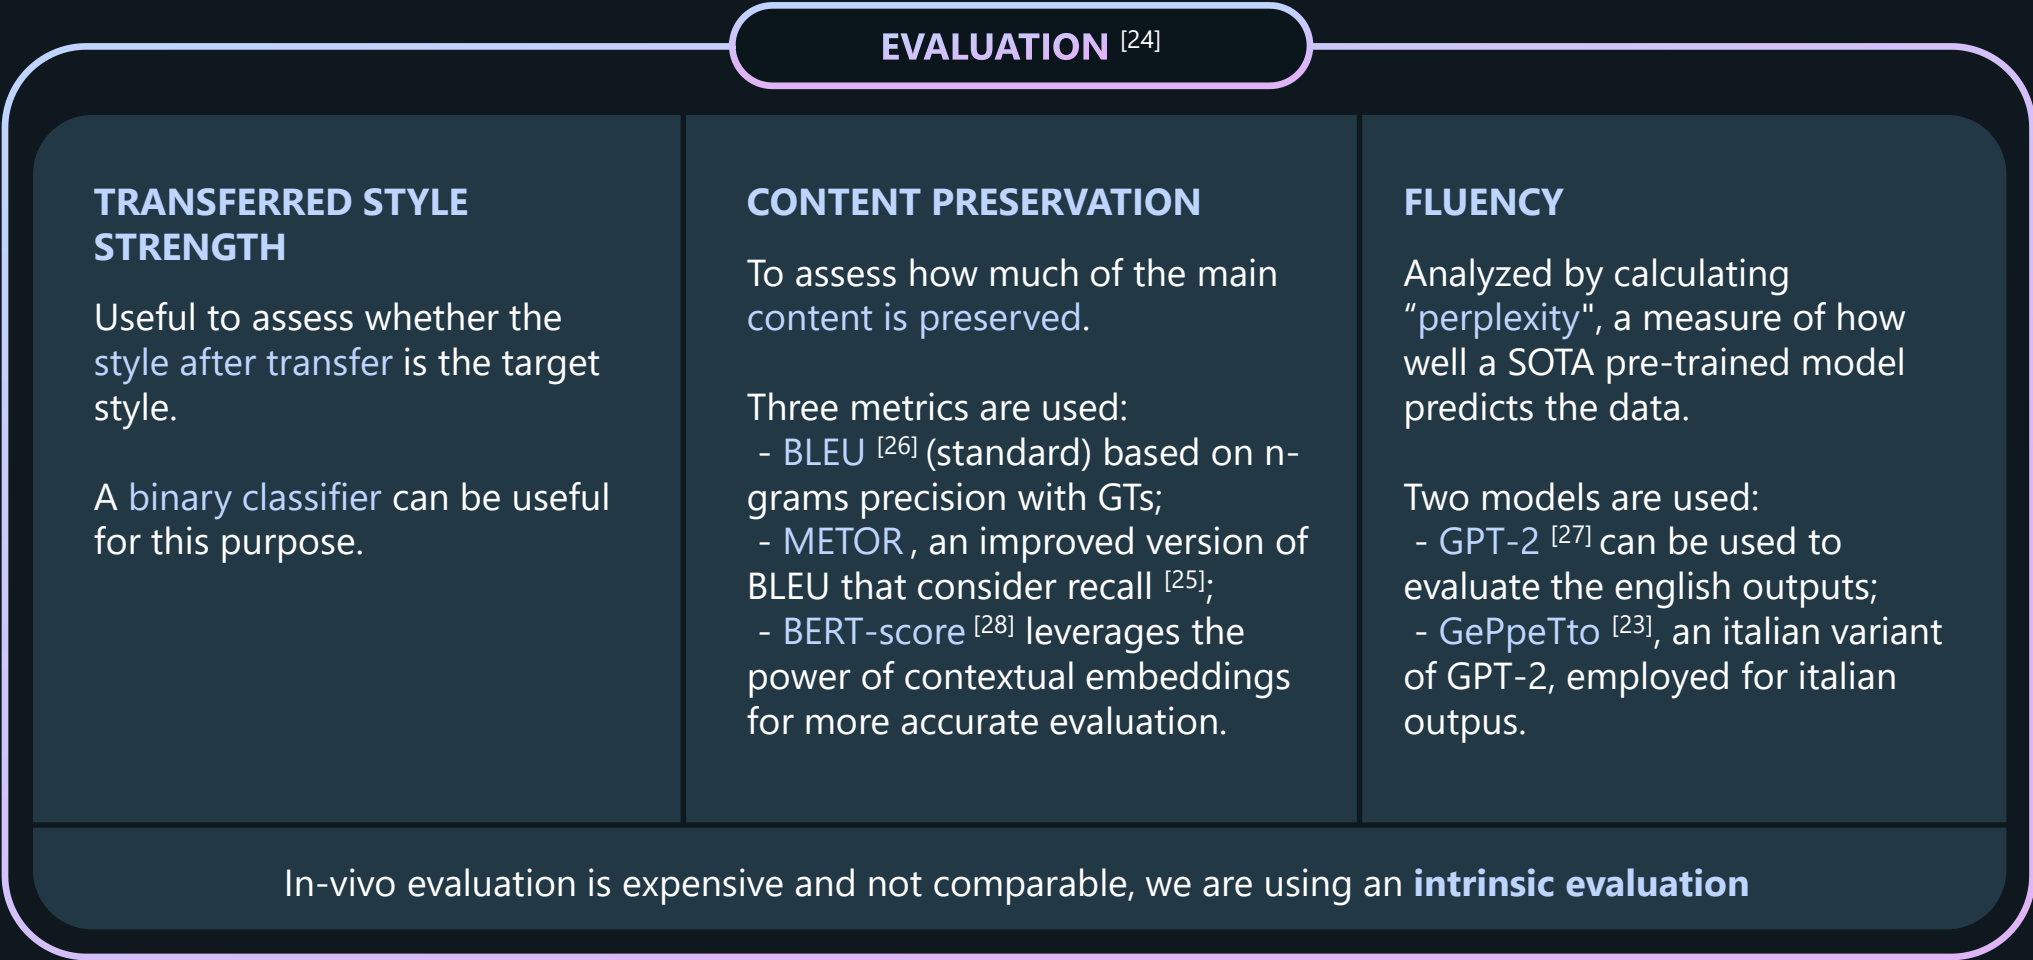 EVALUATION [24]
TRANSFERRED STYLE
STRENGTH
Useful to assess whether the
style after transfer is the target
style.
A binary classifier can be useful
for this purpose.
CONTENT PRESERVATION
To assess how much of the main
content is preserved.
Three metrics are used:
- BLEU [26] (standard) based on n-
grams precision with GTs;
- METOR , an improved version of
BLEU that consider recall [25];
- BERT-score [28] leverages the
power of contextual embeddings
for more accurate evaluation.
FLUENCY
Analyzed by calculating
“perplexity", a measure of how
well a SOTA pre-trained model
predicts the data.
Two models are used:
- GPT-2 [27] can be used to
evaluate the english outputs;
- GePpeTto [23], an italian variant
of GPT-2, employed for italian
outpus.
In-vivo evaluation is expensive and not comparable, we are using an intrinsic evaluation